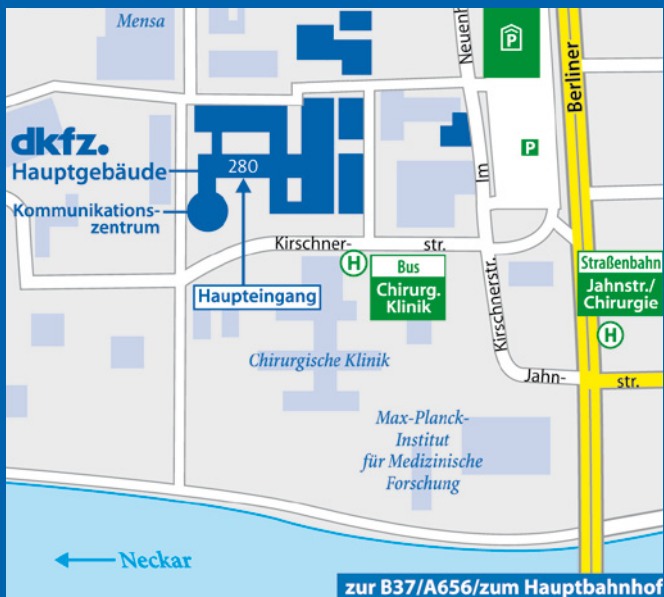 Mensa
Neuenh
P
Berliner
dkfz.
Hauptgebäude
280
P
Im
Kommunikations-
zentrum
Kirschner-
str.
H
Bus
Chirurg.
Klinik
Straßenbahn
Jahnstr./
Chirurgie
H
Haupteingang
Kirschnerstr.
Chirurgische Klinik
Jahn-
str.
Max-Planck-
Institut
für Medizinische
Forschung
Neckar
zur B37/A656/zum Hauptbahnhof